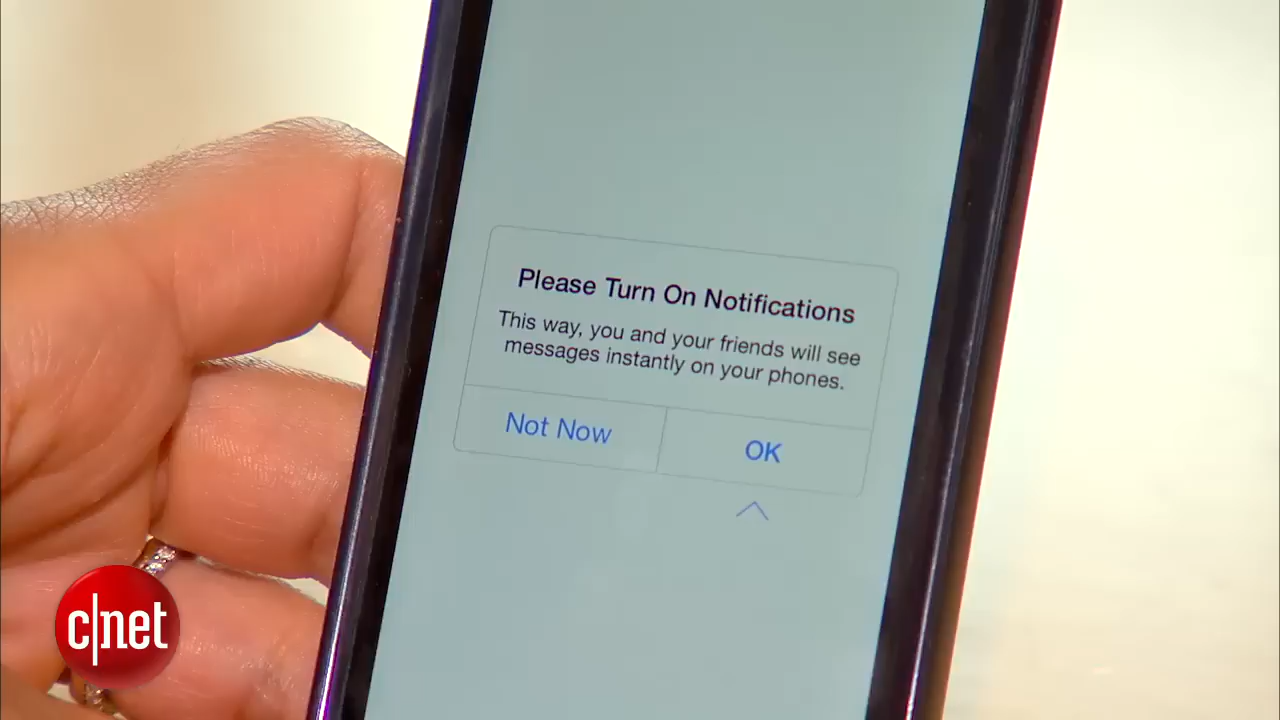 Please Turn On Notifications
This way, you and your friends will see
messages instantly on your phones.
Not Now
OK
c|net